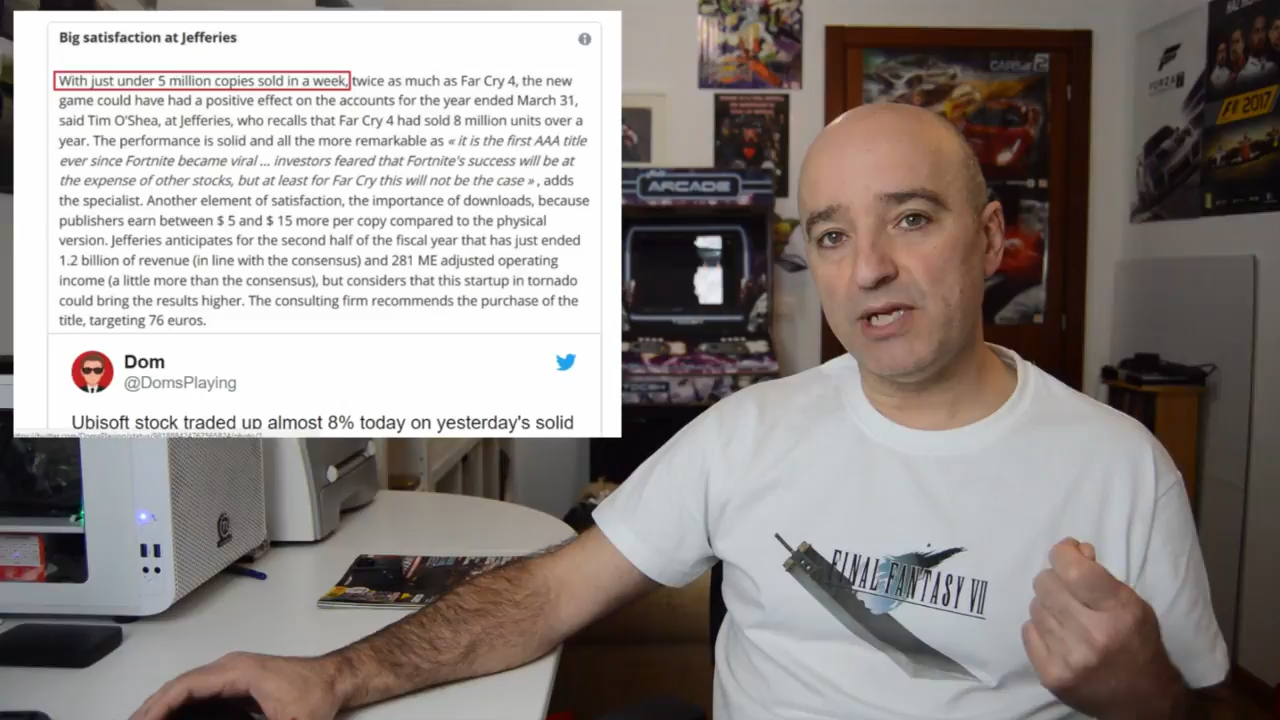 Big satisfaction at Jefferies
With just under 5 million copies sold in a week, twice as much as Far Cry 4, the new
game could have had a positive effect on the accounts for the year ended March 31,
said Tim O'Shea, at Jefferies, who recalls that Far Cry 4 had sold 8 million units over a
year. The performance is solid and all the more remarkable as « it is the first AAA title
ever since Fortnite became viral ... investors feared that Fortnite's success will be at
the expense of other stocks, but at least for Far Cry this will not be the case » , adds
the specialist. Another element of satisfaction, the importance of downloads, because
publishers earn between $ 5 and $ 15 more per copy compared to the physical
version. Jefferies anticipates for the second half of the fiscal year that has just ended
1.2 billion of revenue (in line with the consensus) and 281 ME adjusted operating
income (a little more than the consensus), but considers that this startup in tornado
could bring the results higher. The consulting firm recommends the purchase of the
title, targeting 76 euros.
Dom
@DomsPlaying
Ubisoft stock traded up almost 8% today on yesterday's solid
ARCADE
FORZA 7
F1 2017
FINAL FANTASY VII